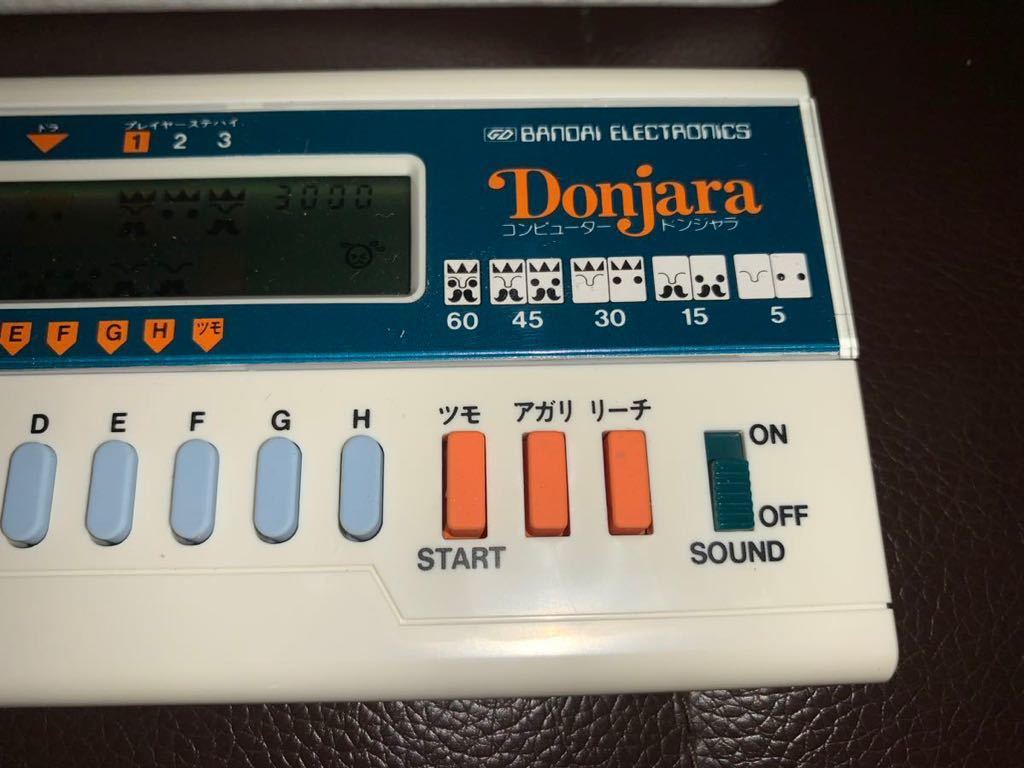 ドラ
プレイヤーステハイ
1 2 3
BANDAI ELECTRONICS
Donjara
コンピューター ドンジャラ
3000
60 45 30 15 5
E F G H ツモ
D E F G H
ツモ アガリ リーチ
ON
OFF
START
SOUND